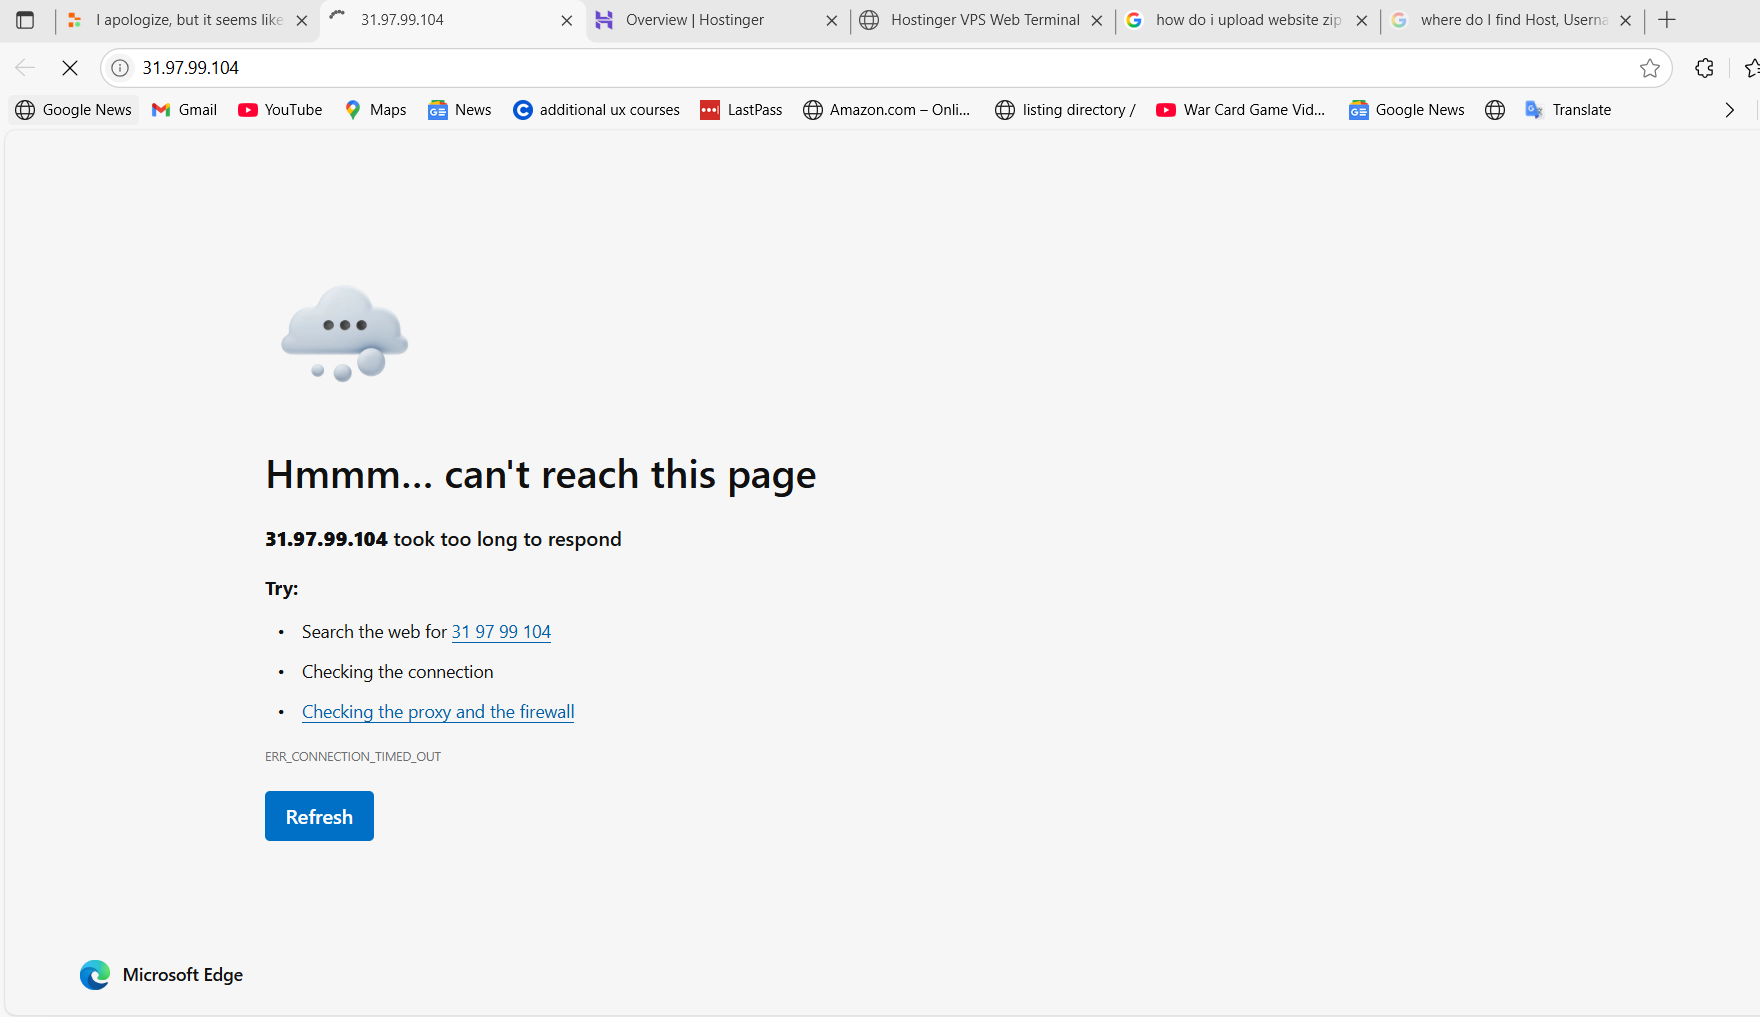 I apologize, but it seems like
31.97.99.104
Overview | Hostinger
Hostinger VPS Web Terminal
how do i upload website zip
where do I find Host, Userna
31.97.99.104
Google News
Gmail
YouTube
Maps
News
additional ux courses
LastPass
Amazon.com – Onli...
listing directory /
War Card Game Vid...
Google News
Translate
Hmmm... can't reach this page
31.97.99.104 took too long to respond
Try:
• Search the web for 31 97 99 104
• Checking the connection
• Checking the proxy and the firewall
ERR_CONNECTION_TIMED_OUT
Refresh
Microsoft Edge